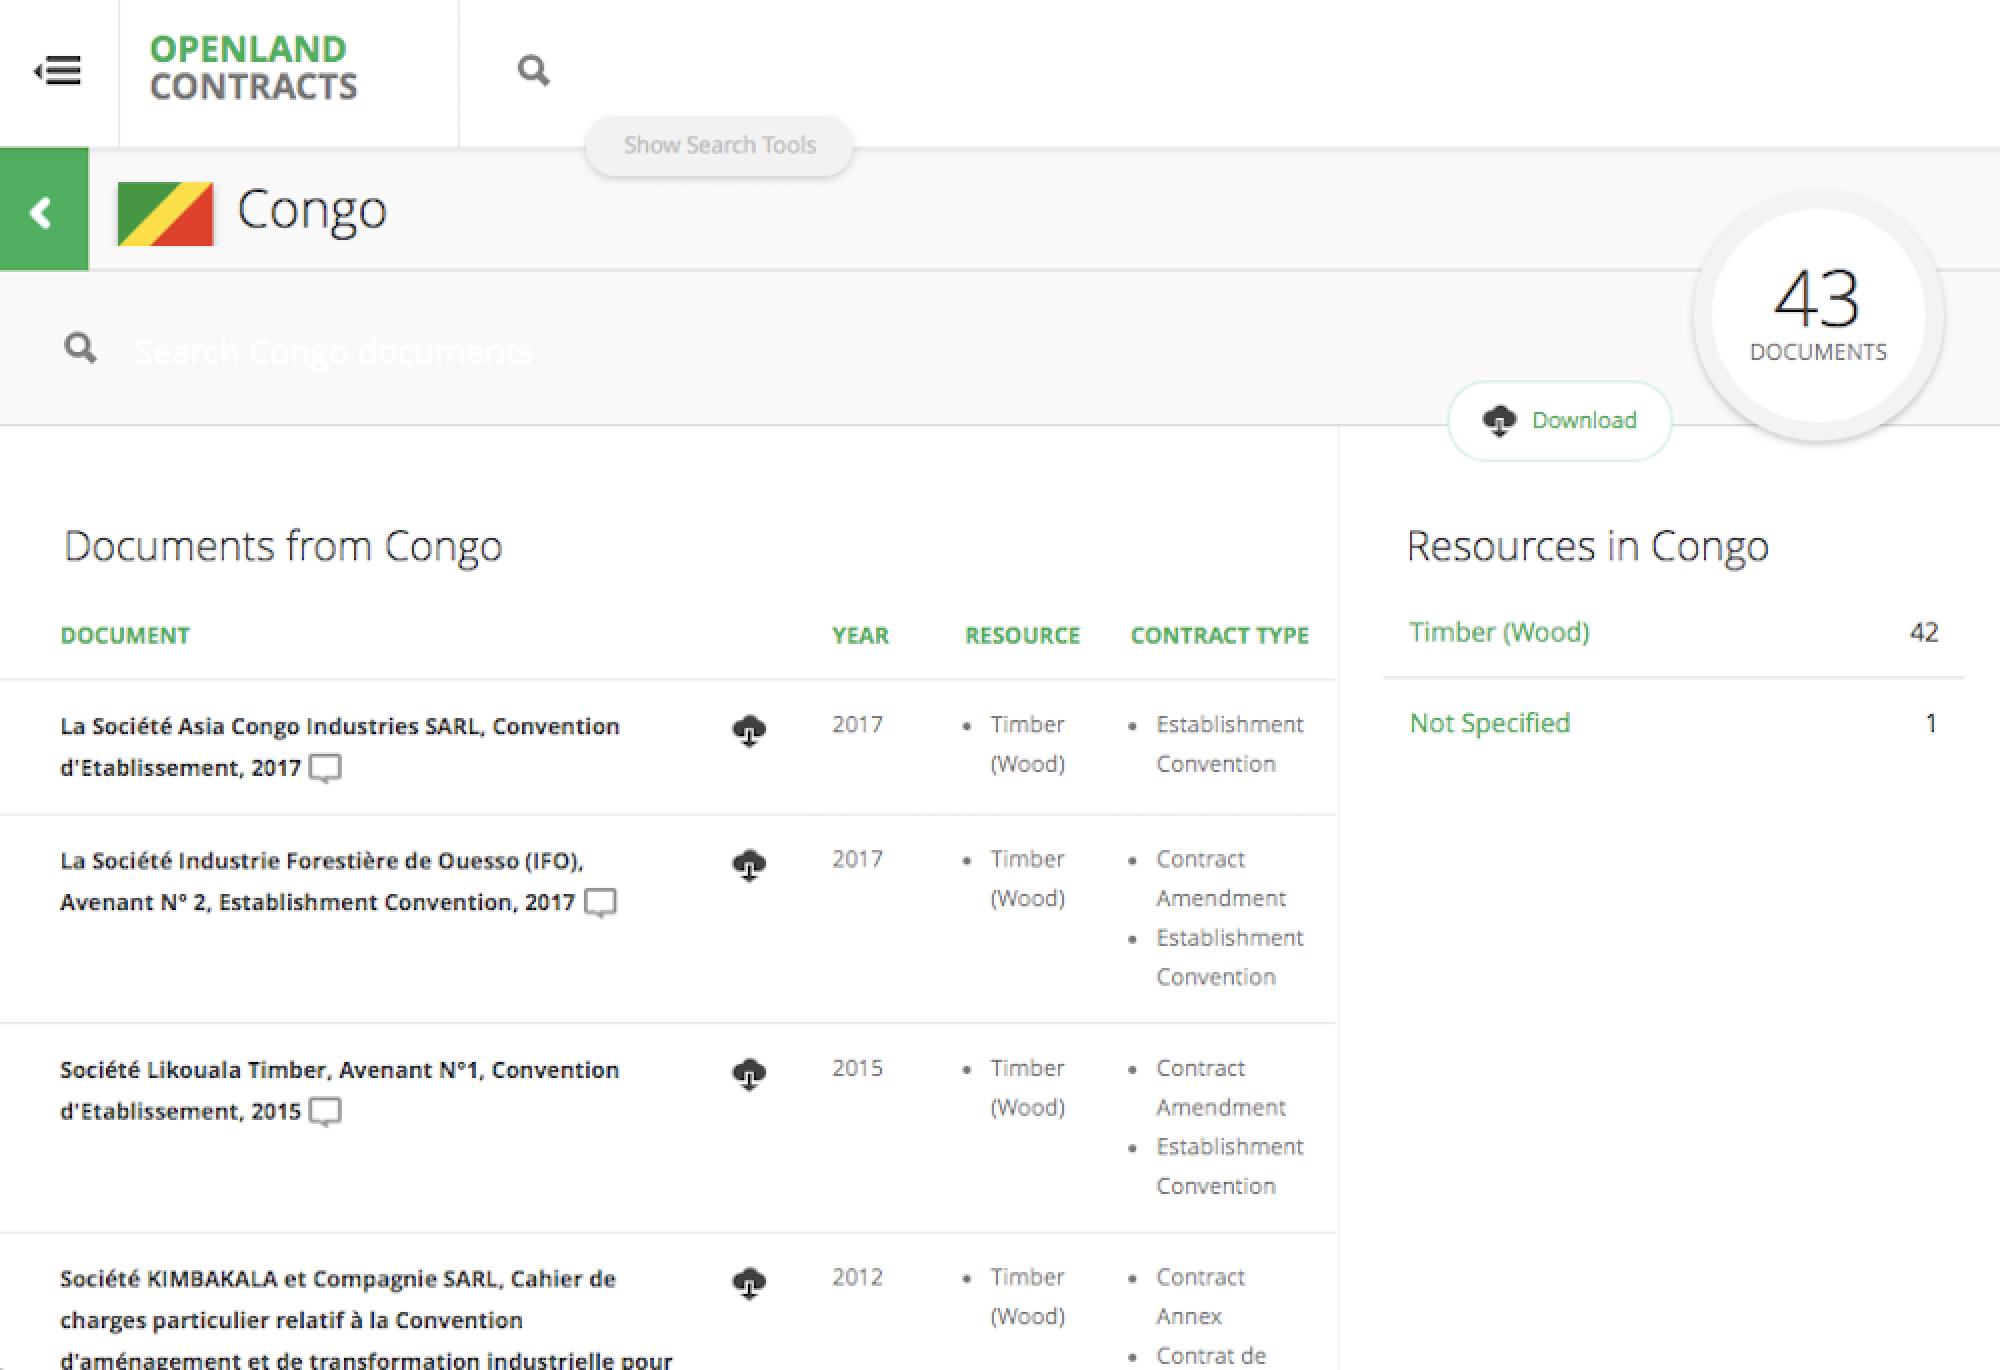 OPENLAND
CONTRACTS
Show Search Tools
Congo
43
DOCUMENTS
Search Congo documents
Download
Documents from Congo
DOCUMENT YEAR RESOURCE CONTRACT TYPE
La Société Asia Congo Industries SARL, Convention
d'Etablissement, 2017
2017
• Timber
(Wood)
• Establishment
Convention
La Société Industrie Forestière de Ouesso (IFO),
Avenant N° 2, Establishment Convention, 2017
2017
• Timber
(Wood)
• Contract
Amendment
• Establishment
Convention
Société Likouala Timber, Avenant N°1, Convention
d'Etablissement, 2015
2015
• Timber
(Wood)
• Contract
Amendment
• Establishment
Convention
Société KIMBAKALA et Compagnie SARL, Cahier de
charges particulier relatif à la Convention
d'aménagement et de transformation industrielle pour
2012
• Timber
(Wood)
• Contract
Annex
• Contrat de
Resources in Congo
Timber (Wood) 42
Not Specified 1